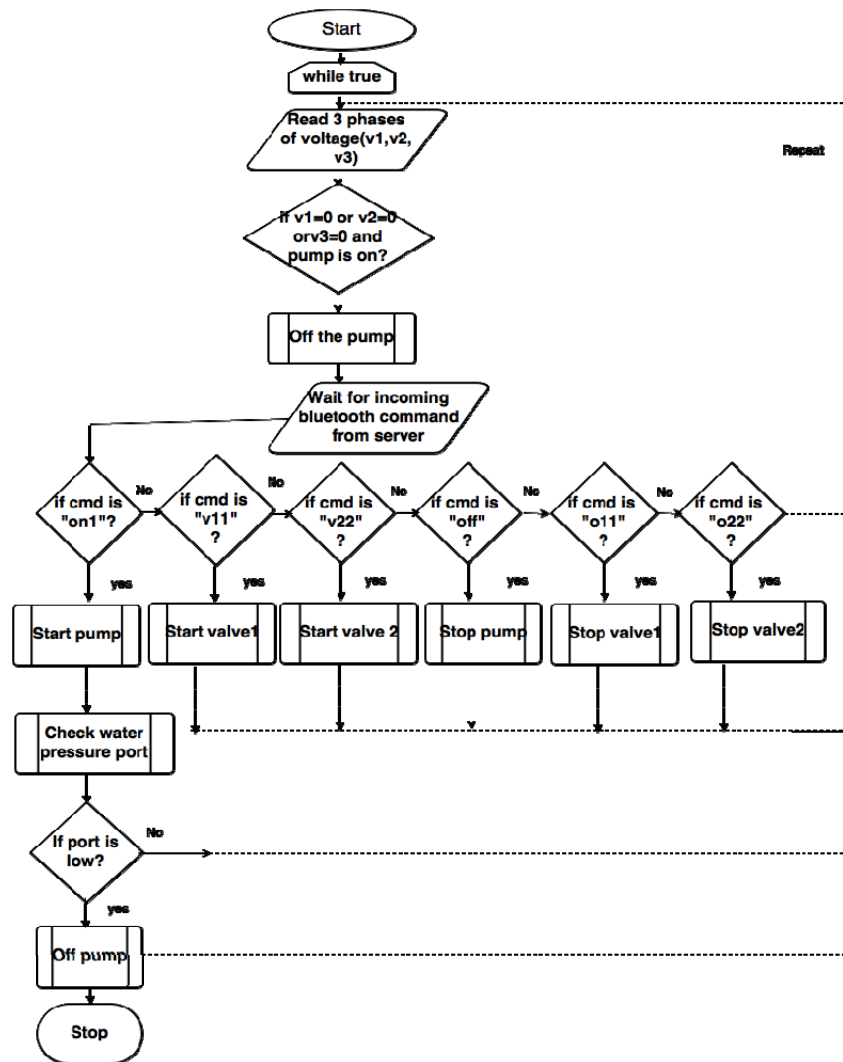 Start
while true
Read 3 phases
of voltage(v1,v2,
v3)
Repeat
if v1=0 or v2=0
orv3=0 and
pump is on?
Off the pump
Wait for incoming
bluetooth command
from server
if cmd is
"on1"?
No
if cmd is
"v11"
?
No
if cmd is
"v22"
?
No
if cmd is
"off"
?
No
if cmd is
"o11"
?
No
if cmd is
"o22"
?
yes
yes
yes
yes
yes
yes
Start pump
Start valve1
Start valve 2
Stop pump
Stop valve1
Stop valve2
Check water
pressure port
If port is
low?
No
yes
Off pump
Stop